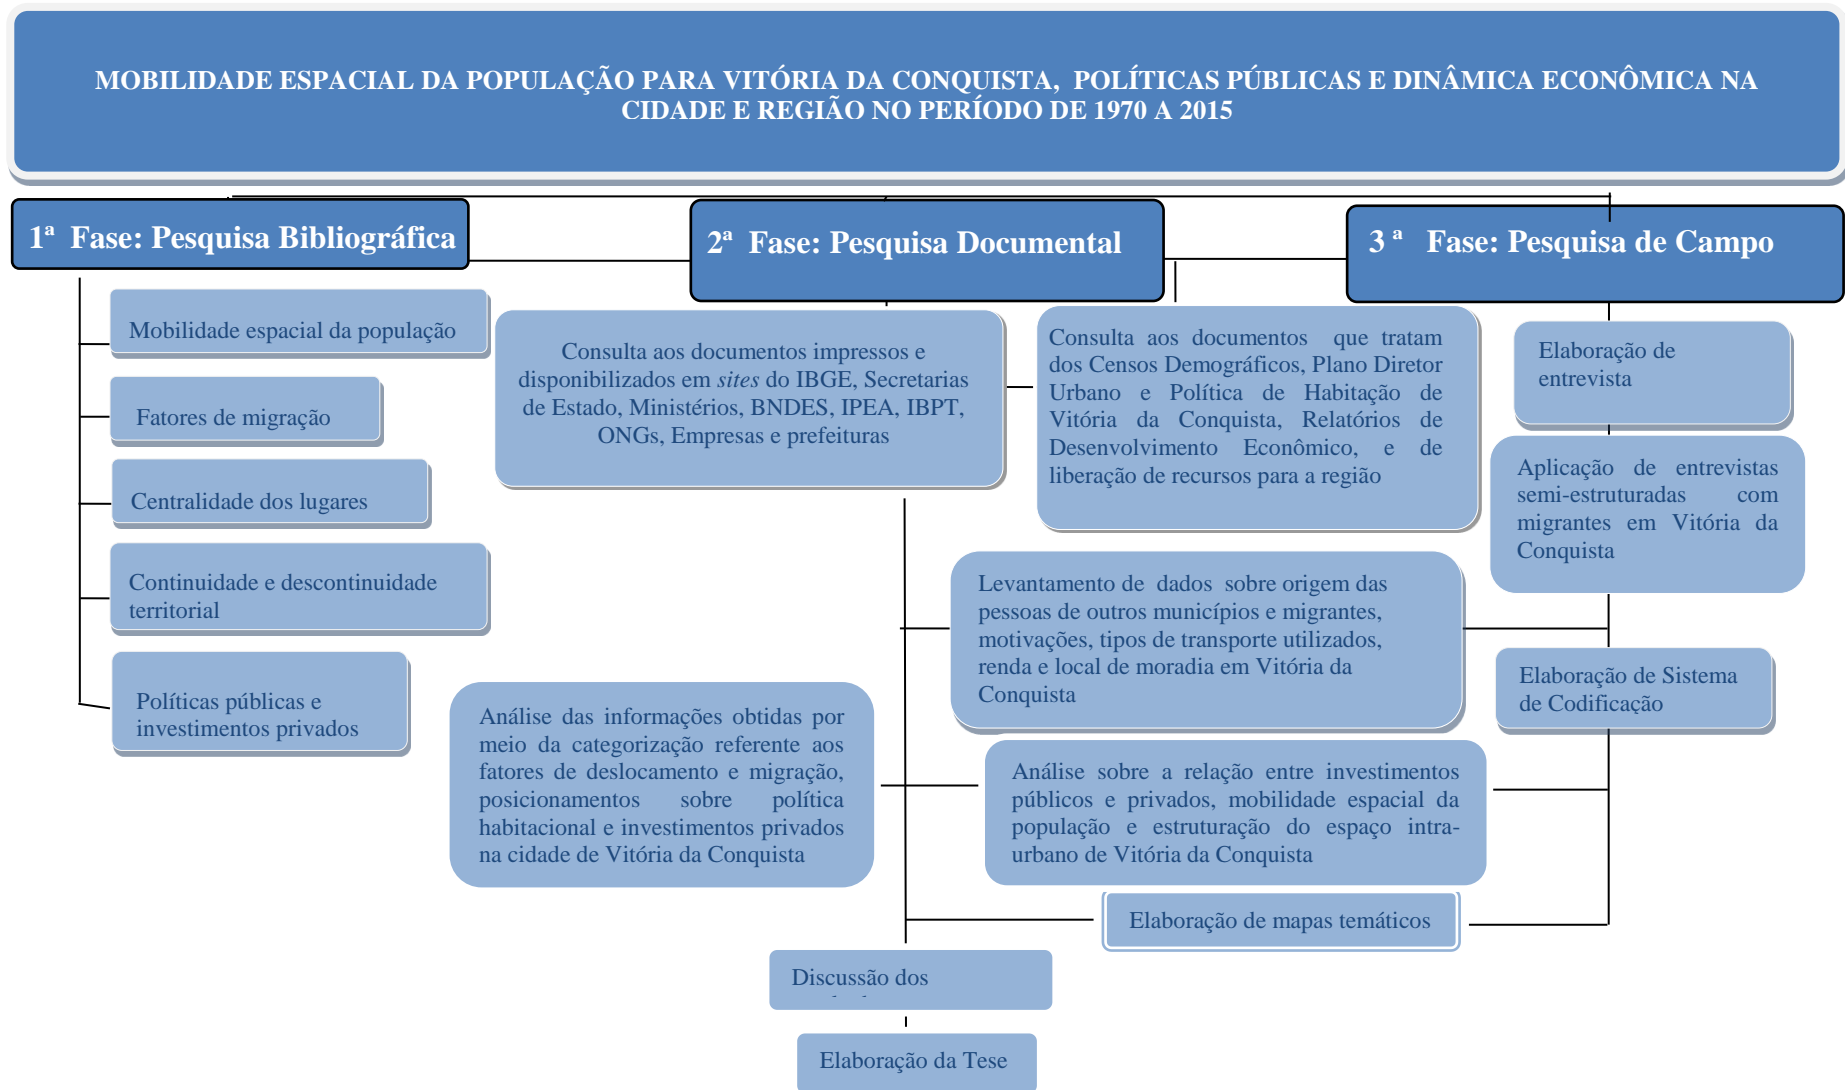 MOBILIDADE ESPACIAL DA POPULAÇÃO PARA VITÓRIA DA CONQUISTA, POLÍTICAS PÚBLICAS E DINÂMICA ECONÔMICA NA
CIDADE E REGIÃO NO PERÍODO DE 1970 A 2015
1ª Fase: Pesquisa Bibliográfica
2ª Fase: Pesquisa Documental
3 ª Fase: Pesquisa de Campo
Mobilidade espacial da população
Fatores de migração
Centralidade dos lugares
Continuidade e descontinuidade
territorial
Políticas públicas e
investimentos privados
Consulta aos documentos impressos e
disponibilizados em sites do IBGE, Secretarias
de Estado, Ministérios, BNDES, IPEA, IBPT,
ONGs, Empresas e prefeituras
Consulta aos documentos que tratam
dos Censos Demográficos, Plano Diretor
Urbano e Política de Habitação de
Vitória da Conquista, Relatórios de
Desenvolvimento Econômico, e de
liberação de recursos para a região
Elaboração de
entrevista
Aplicação de entrevistas
semi-estruturadas com
migrantes em Vitória da
Conquista
Levantamento de dados sobre origem das
pessoas de outros municípios e migrantes,
motivações, tipos de transporte utilizados,
renda e local de moradia em Vitória da
Conquista
Elaboração de Sistema
de Codificação
Análise das informações obtidas por
meio da categorização referente aos
fatores de deslocamento e migração,
posicionamentos sobre política
habitacional e investimentos privados
na cidade de Vitória da Conquista
Análise sobre a relação entre investimentos
públicos e privados, mobilidade espacial da
população e estruturação do espaço intra-
urbano de Vitória da Conquista
Elaboração de mapas temáticos
Discussão dos
Elaboração da Tese